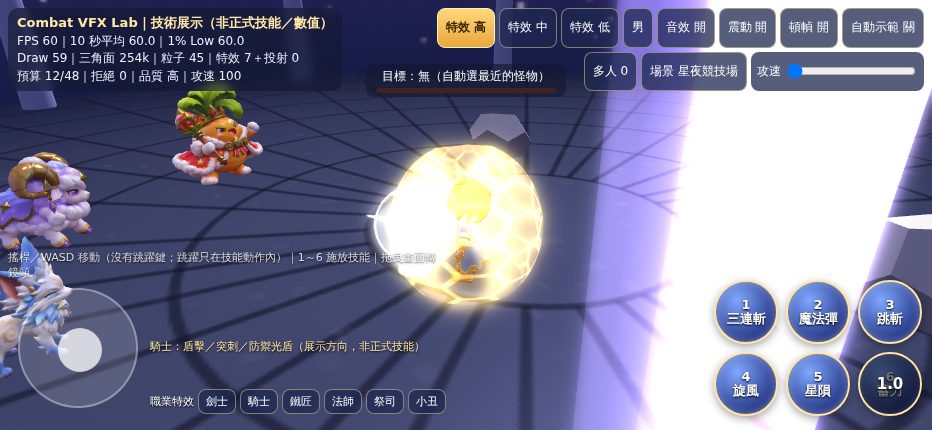 Combat VFX Lab｜技術展示（非正式技能／數值）
FPS 60｜10 秒平均 60.0｜1% Low 60.0
Draw 59｜三角面 254k｜粒子 45｜特效 7＋投射 0
預算 12/48｜拒絕 0｜品質 高｜攻速 100
特效 高
特效 中
特效 低
男
音效 開
震動 開
頓幀 開
自動示範 關
多人 0
場景 星夜競技場
攻速
目標：無（自動選最近的怪物）
搖桿／WASD 移動（沒有跳躍鍵；跳躍只在技能動作內）｜1～6 施放技能｜拖曳畫面轉
鏡頭
騎士：盾擊／突刺／防禦光盾（展示方向，非正式技能）
職業特效
劍士
騎士
鐵匠
法師
祭司
小丑
1
三連斬
2
魔法彈
3
跳斬
4
旋風
5
星隕
6
1.0